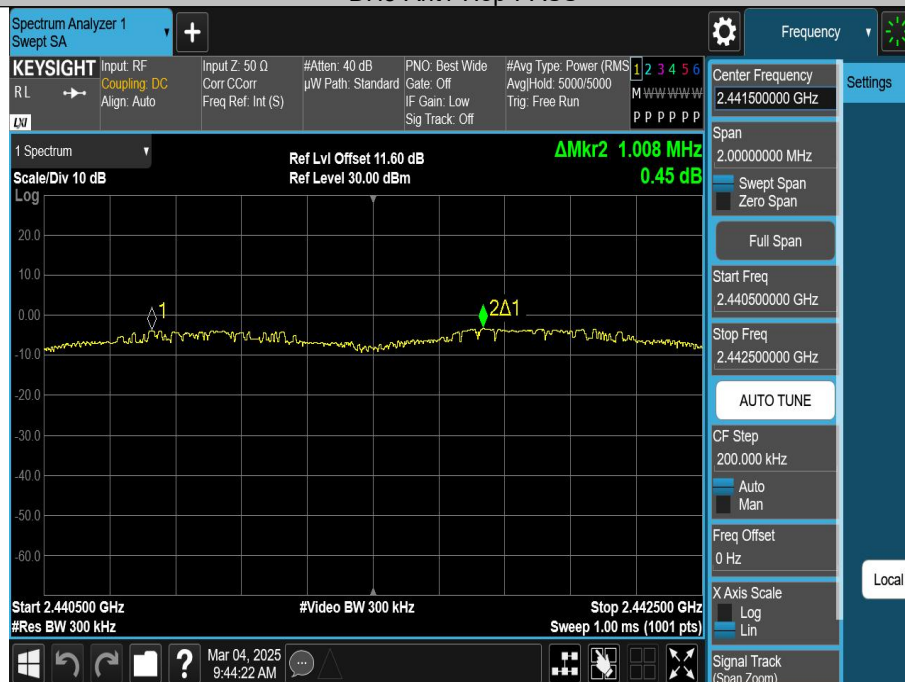 Spectrum Analyzer 1
Swept SA
Frequency
KEYSIGHT
RL
LXI
Input: RF
Coupling: DC
Align: Auto
Input Z: 50 Ω
Corr CCorr
Freq Ref: Int (S)
#Atten: 40 dB
µW Path: Standard
PNO: Best Wide
Gate: Off
IF Gain: Low
Sig Track: Off
#Avg Type: Power (RMS
Avg|Hold: 5000/5000
Trig: Free Run
1 2 3 4 5 6
M W W W W W
P P P P P P
Center Frequency
2.441500000 GHz
Settings
Span
2.00000000 MHz
Swept Span
Zero Span
Full Span
Start Freq
2.440500000 GHz
Stop Freq
2.442500000 GHz
AUTO TUNE
CF Step
200.000 kHz
Auto
Man
Freq Offset
0 Hz
X Axis Scale
Log
Lin
Signal Track
(Span Zoom)
Local
1 Spectrum
Scale/Div 10 dB
Log
Ref Lvl Offset 11.60 dB
Ref Level 30.00 dBm
ΔMkr2 1.008 MHz
0.45 dB
20.0
10.0
0.00
1
2Δ1
-10.0
-20.0
-30.0
-40.0
-50.0
-60.0
Start 2.440500 GHz
#Video BW 300 kHz
Stop 2.442500 GHz
#Res BW 300 kHz
Sweep 1.00 ms (1001 pts)
?
Mar 04, 2025
9:44:22 AM